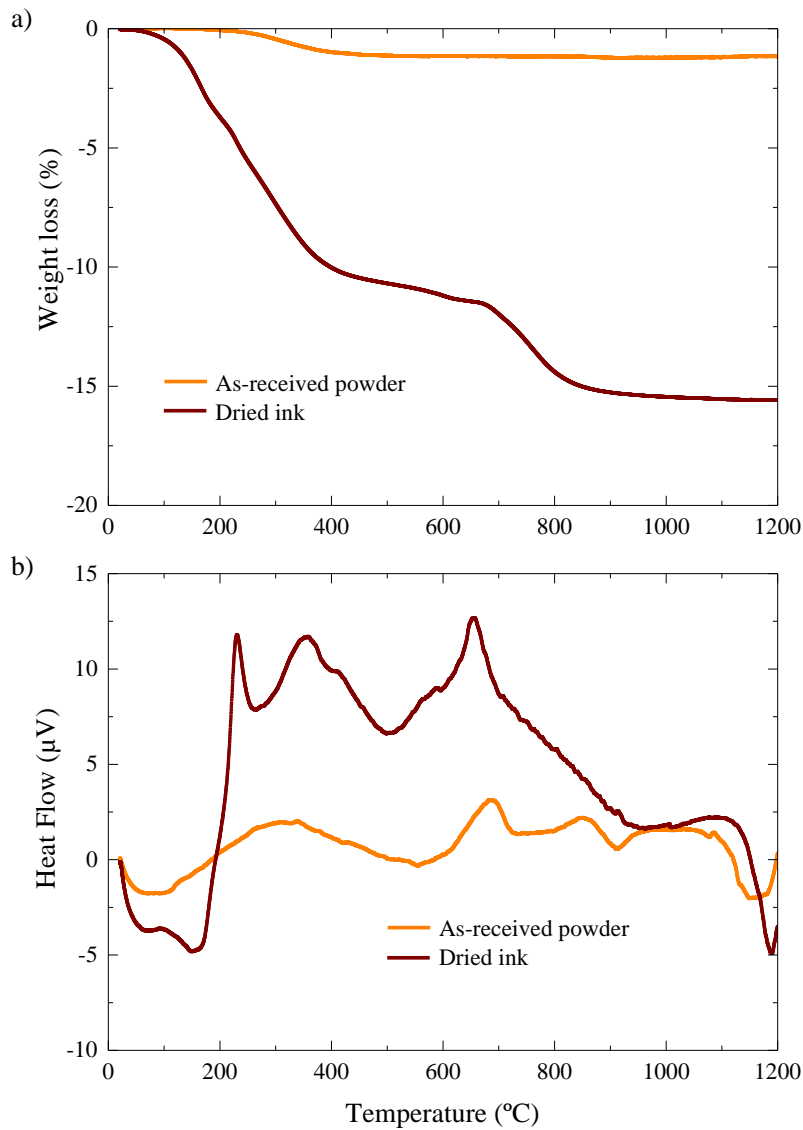 a)
0
-5
-10
-15
-20
Weight loss (%)
As-received powder
Dried ink
0 200 400 600 800 1000 1200
b)
15
10
5
0
-5
-10
Heat Flow (µV)
As-received powder
Dried ink
0 200 400 600 800 1000 1200
Temperature (ºC)